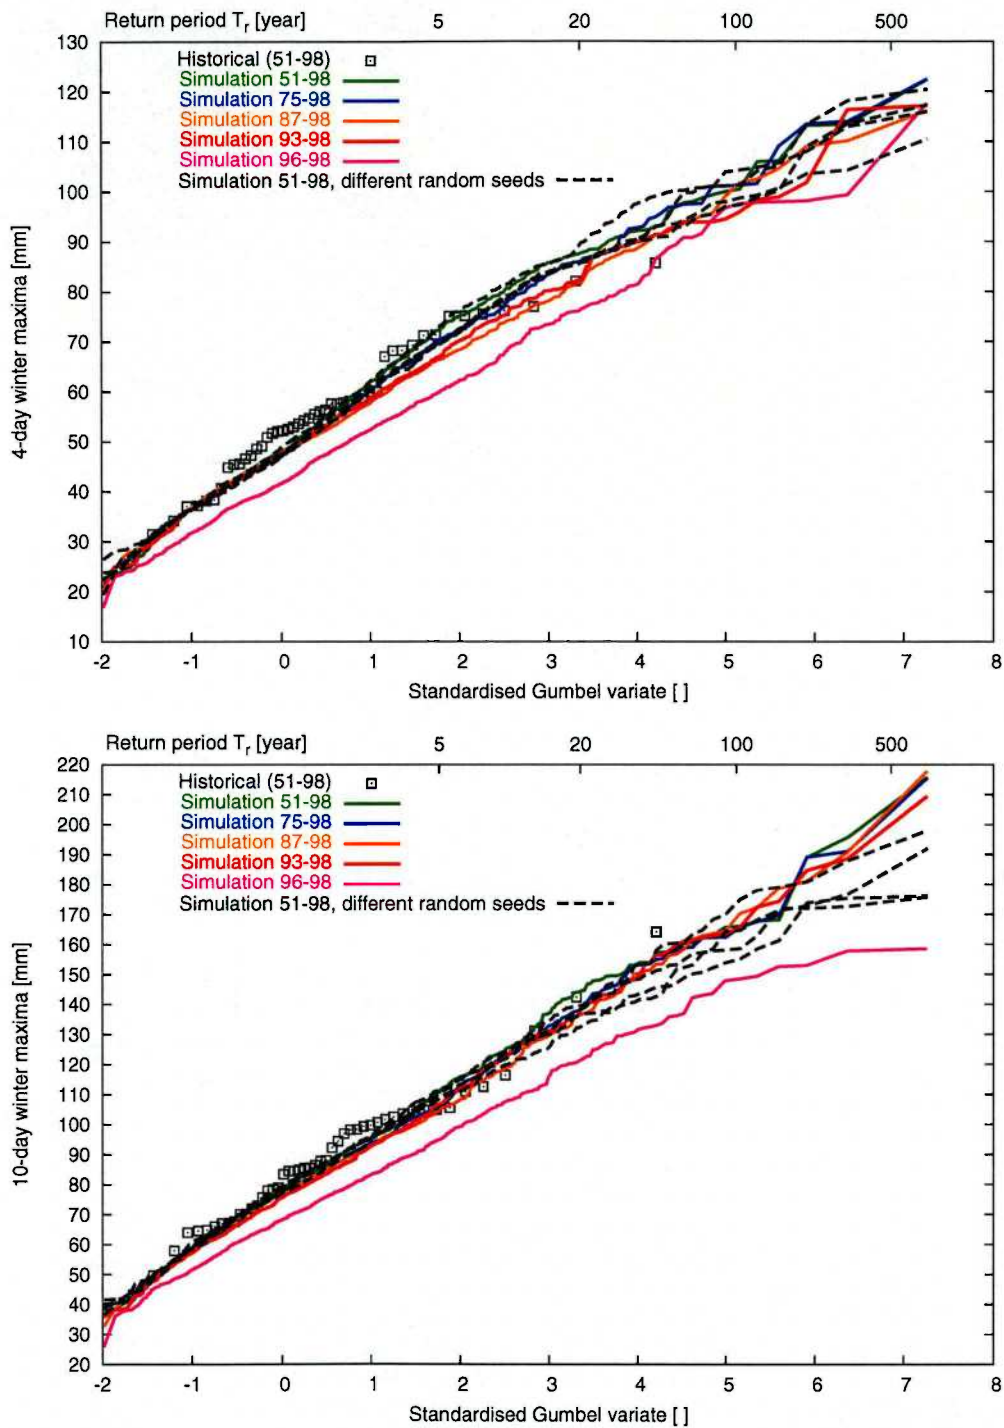 Return period Tr [year] 5 20 100 500
130
Historical (51-98)
120
Simulation 51-98
Simulation 75-98
110
Simulation 87-98
Simulation 93-98
100
Simulation 96-98
Simulation 51-98, different random seeds
90
80
70
60
50
40
30
20
10
4-day winter maxima [mm]
-2 -1 0 1 2 3 4 5 6 7 8
Standardised Gumbel variate [ ]
Return period Tr [year] 5 20 100 500
220
Historical (51-98)
210
Simulation 51-98
200
Simulation 75-98
Simulation 87-98
190
Simulation 93-98
180
Simulation 96-98
Simulation 51-98, different random seeds
170
160
150
140
130
120
110
100
90
80
70
60
50
40
30
20
10-day winter maxima [mm]
-2 -1 0 1 2 3 4 5 6 7 8
Standardised Gumbel variate [ ]